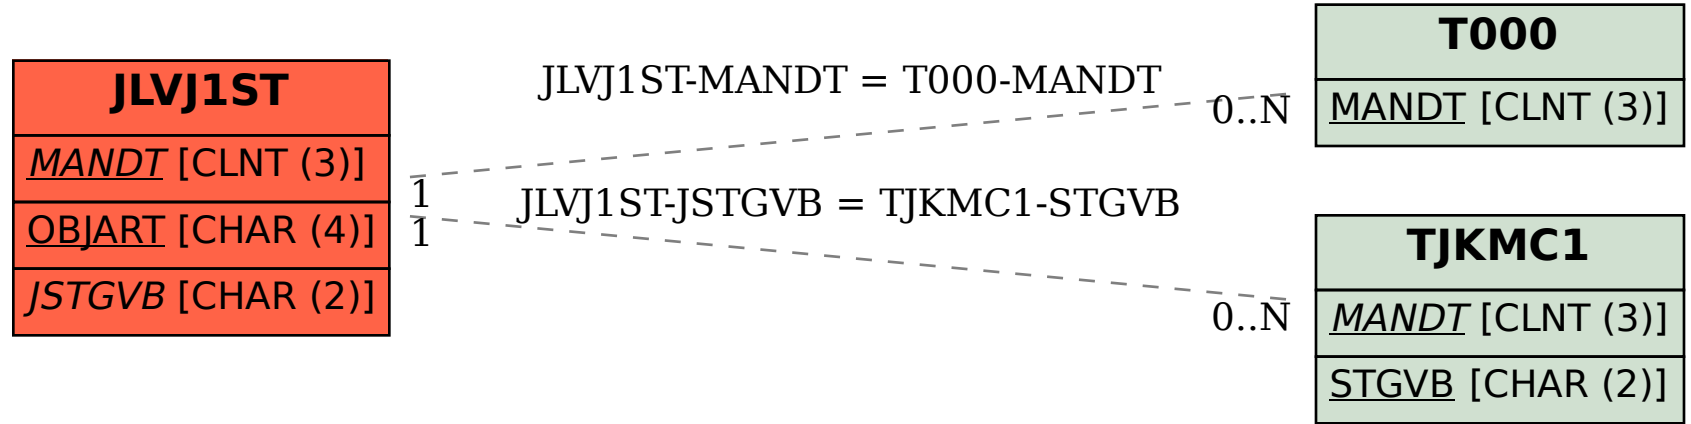 JLVJ1ST
MANDT [CLNT (3)]
OBJART [CHAR (4)]
JSTGVB [CHAR (2)]
JLVJ1ST-MANDT = T000-MANDT
0..N
1
JLVJ1ST-JSTGVB = TJKMC1-STGVB
1
0..N
T000
MANDT [CLNT (3)]
TJKMC1
MANDT [CLNT (3)]
STGVB [CHAR (2)]